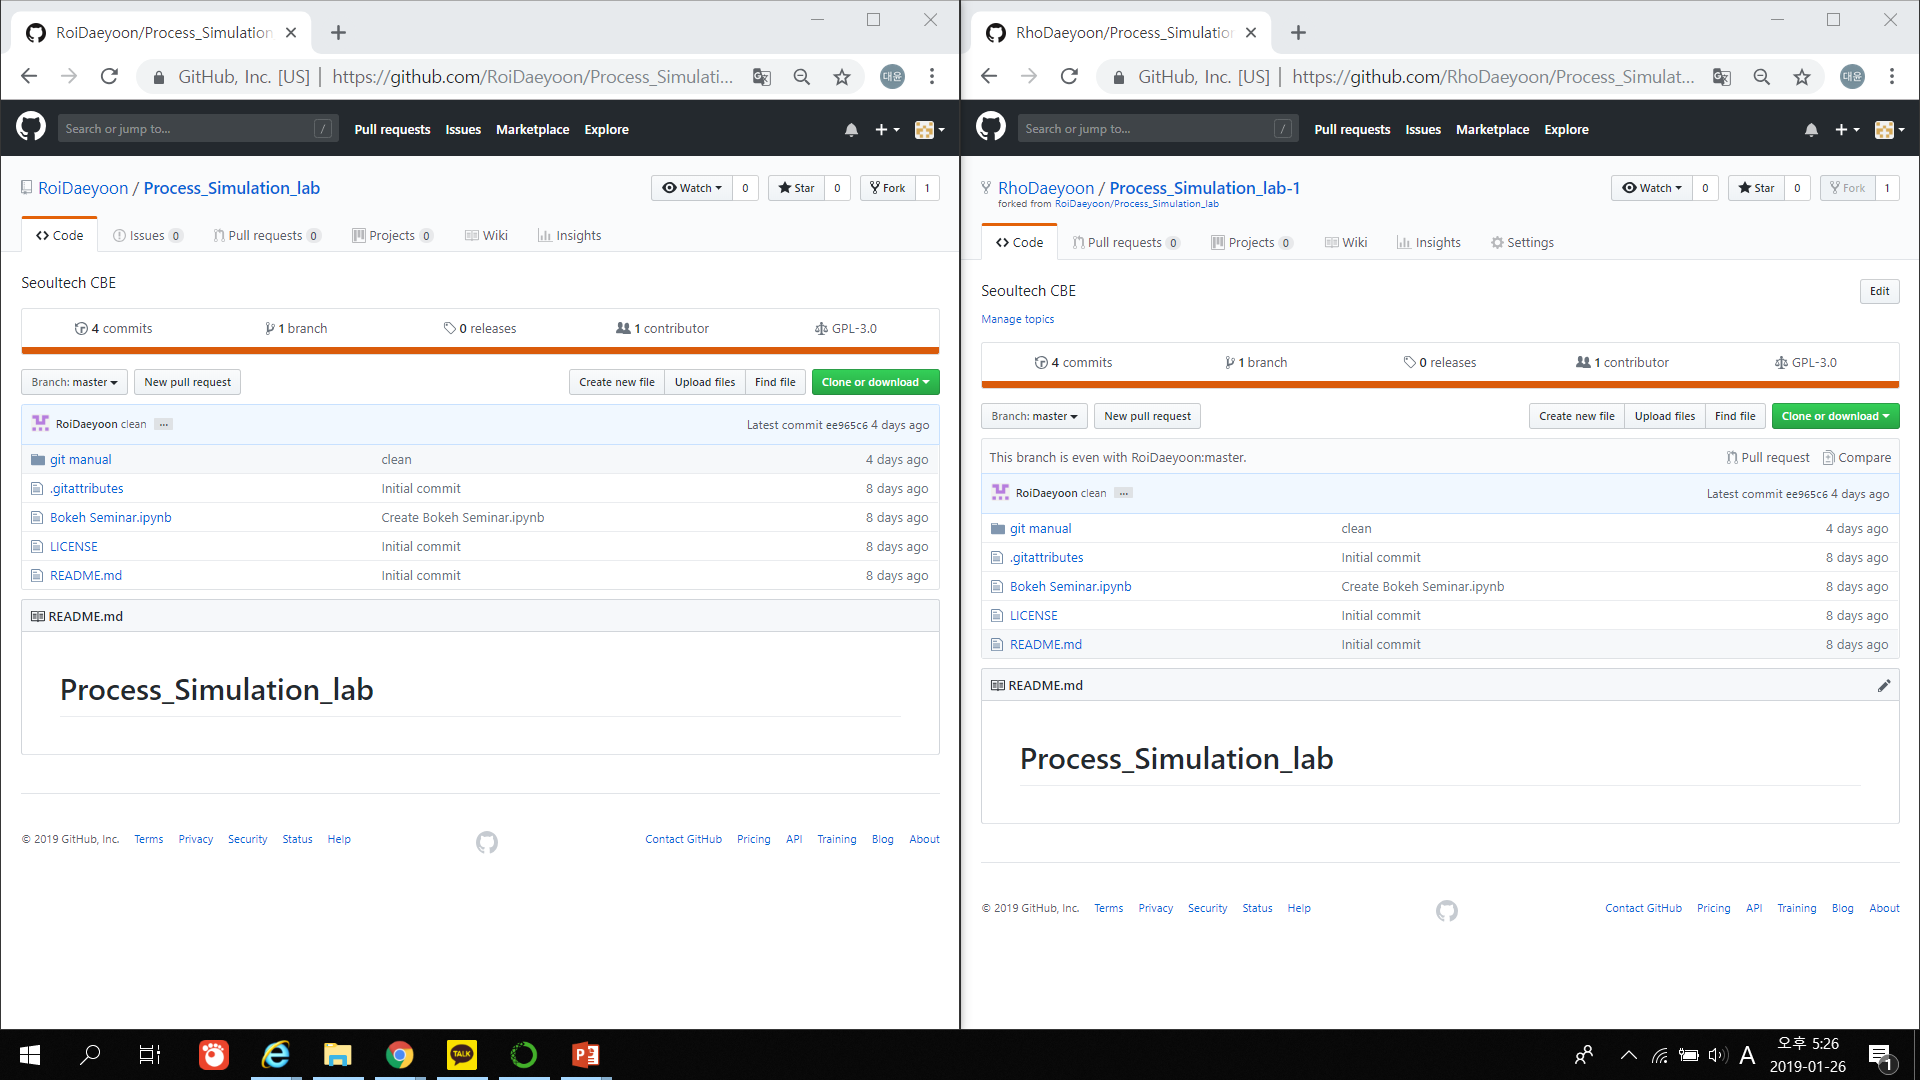 RoiDaeyoon/Process_Simulation
GitHub, Inc. [US] | https://github.com/RoiDaeyoon/Process_Simulati...
대윤
Search or jump to... /
Pull requests Issues Marketplace Explore
RoiDaeyoon / Process_Simulation_lab
Watch 0 Star 0 Fork 1
Code Issues 0 Pull requests 0 Projects 0 Wiki Insights
Seoultech CBE
4 commits 1 branch 0 releases 1 contributor GPL-3.0
Branch: master New pull request Create new file Upload files Find file Clone or download
RoiDaeyoon clean ... Latest commit ee965c6 4 days ago
git manual clean 4 days ago
.gitattributes Initial commit 8 days ago
Bokeh Seminar.ipynb Create Bokeh Seminar.ipynb 8 days ago
LICENSE Initial commit 8 days ago
README.md Initial commit 8 days ago
README.md
Process_Simulation_lab
© 2019 GitHub, Inc. Terms Privacy Security Status Help Contact GitHub Pricing API Training Blog About
RhoDaeyoon/Process_Simulation
GitHub, Inc. [US] | https://github.com/RhoDaeyoon/Process_Simulat...
대윤
Search or jump to... /
Pull requests Issues Marketplace Explore
RhoDaeyoon / Process_Simulation_lab-1
forked from RoiDaeyoon/Process_Simulation_lab
Watch 0 Star 0 Fork 1
Code Pull requests 0 Projects 0 Wiki Insights Settings
Seoultech CBE Edit
Manage topics
4 commits 1 branch 0 releases 1 contributor GPL-3.0
Branch: master New pull request Create new file Upload files Find file Clone or download
This branch is even with RoiDaeyoon:master. Pull request Compare
RoiDaeyoon clean ... Latest commit ee965c6 4 days ago
git manual clean 4 days ago
.gitattributes Initial commit 8 days ago
Bokeh Seminar.ipynb Create Bokeh Seminar.ipynb 8 days ago
LICENSE Initial commit 8 days ago
README.md Initial commit 8 days ago
README.md
Process_Simulation_lab
© 2019 GitHub, Inc. Terms Privacy Security Status Help Contact GitHub Pricing API Training Blog About
TALK
A
오후 5:26
2019-01-26
1